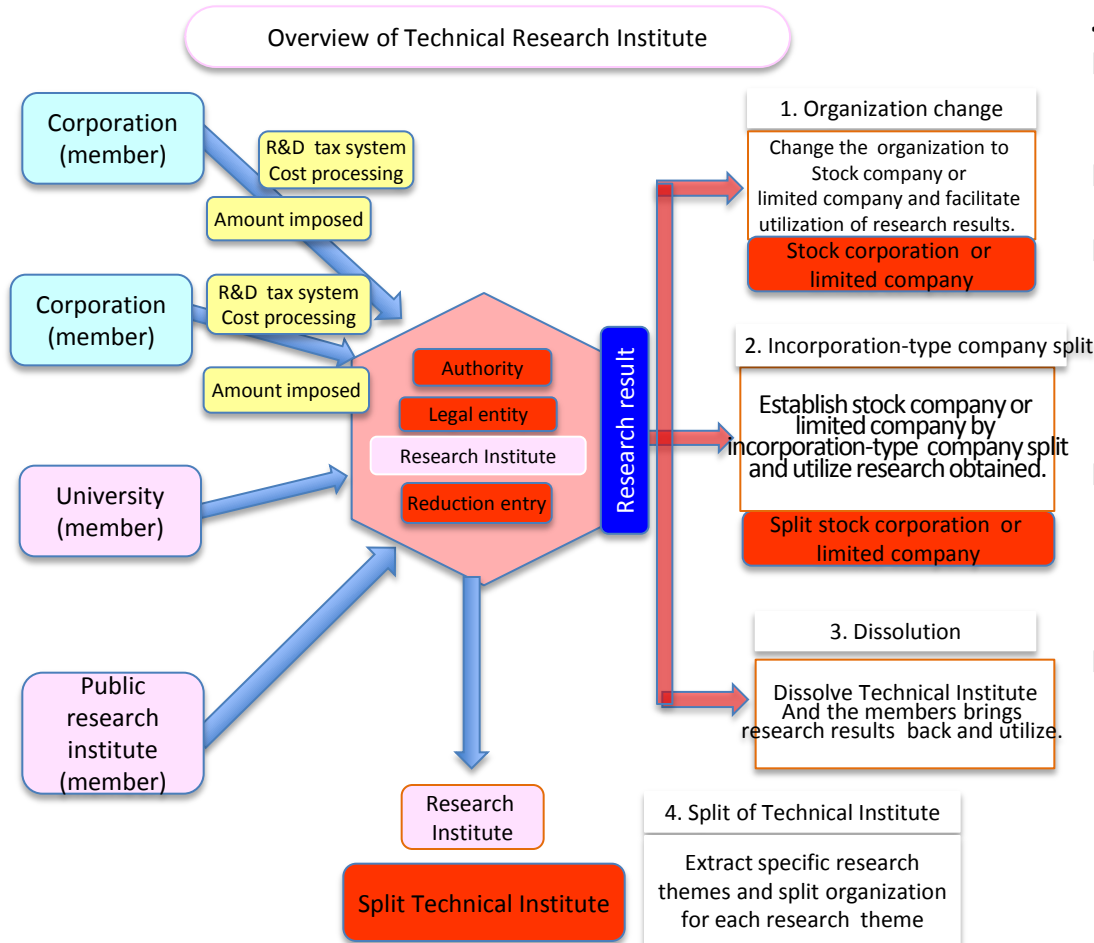 Overview of Technical Research Institute
Corporation
(member)
R&D tax system
Cost processing
Amount imposed
Corporation
(member)
R&D tax system
Cost processing
Amount imposed
University
(member)
Public
research
institute
(member)
Authority
Legal entity
Research Institute
Reduction entry
Research result
1. Organization change
Change the organization to
Stock company or
limited company and facilitate
utilization of research results.
Stock corporation or
limited company
2. Incorporation-type company split
Establish stock company or
limited company by
incorporation-type company split
and utilize research obtained.
Split stock corporation or
limited company
3. Dissolution
Dissolve Technical Institute
And the members brings
research results back and utilize.
Research
Institute
Split Technical Institute
4. Split of Technical Institute
Extract specific research
themes and split organization
for each research theme